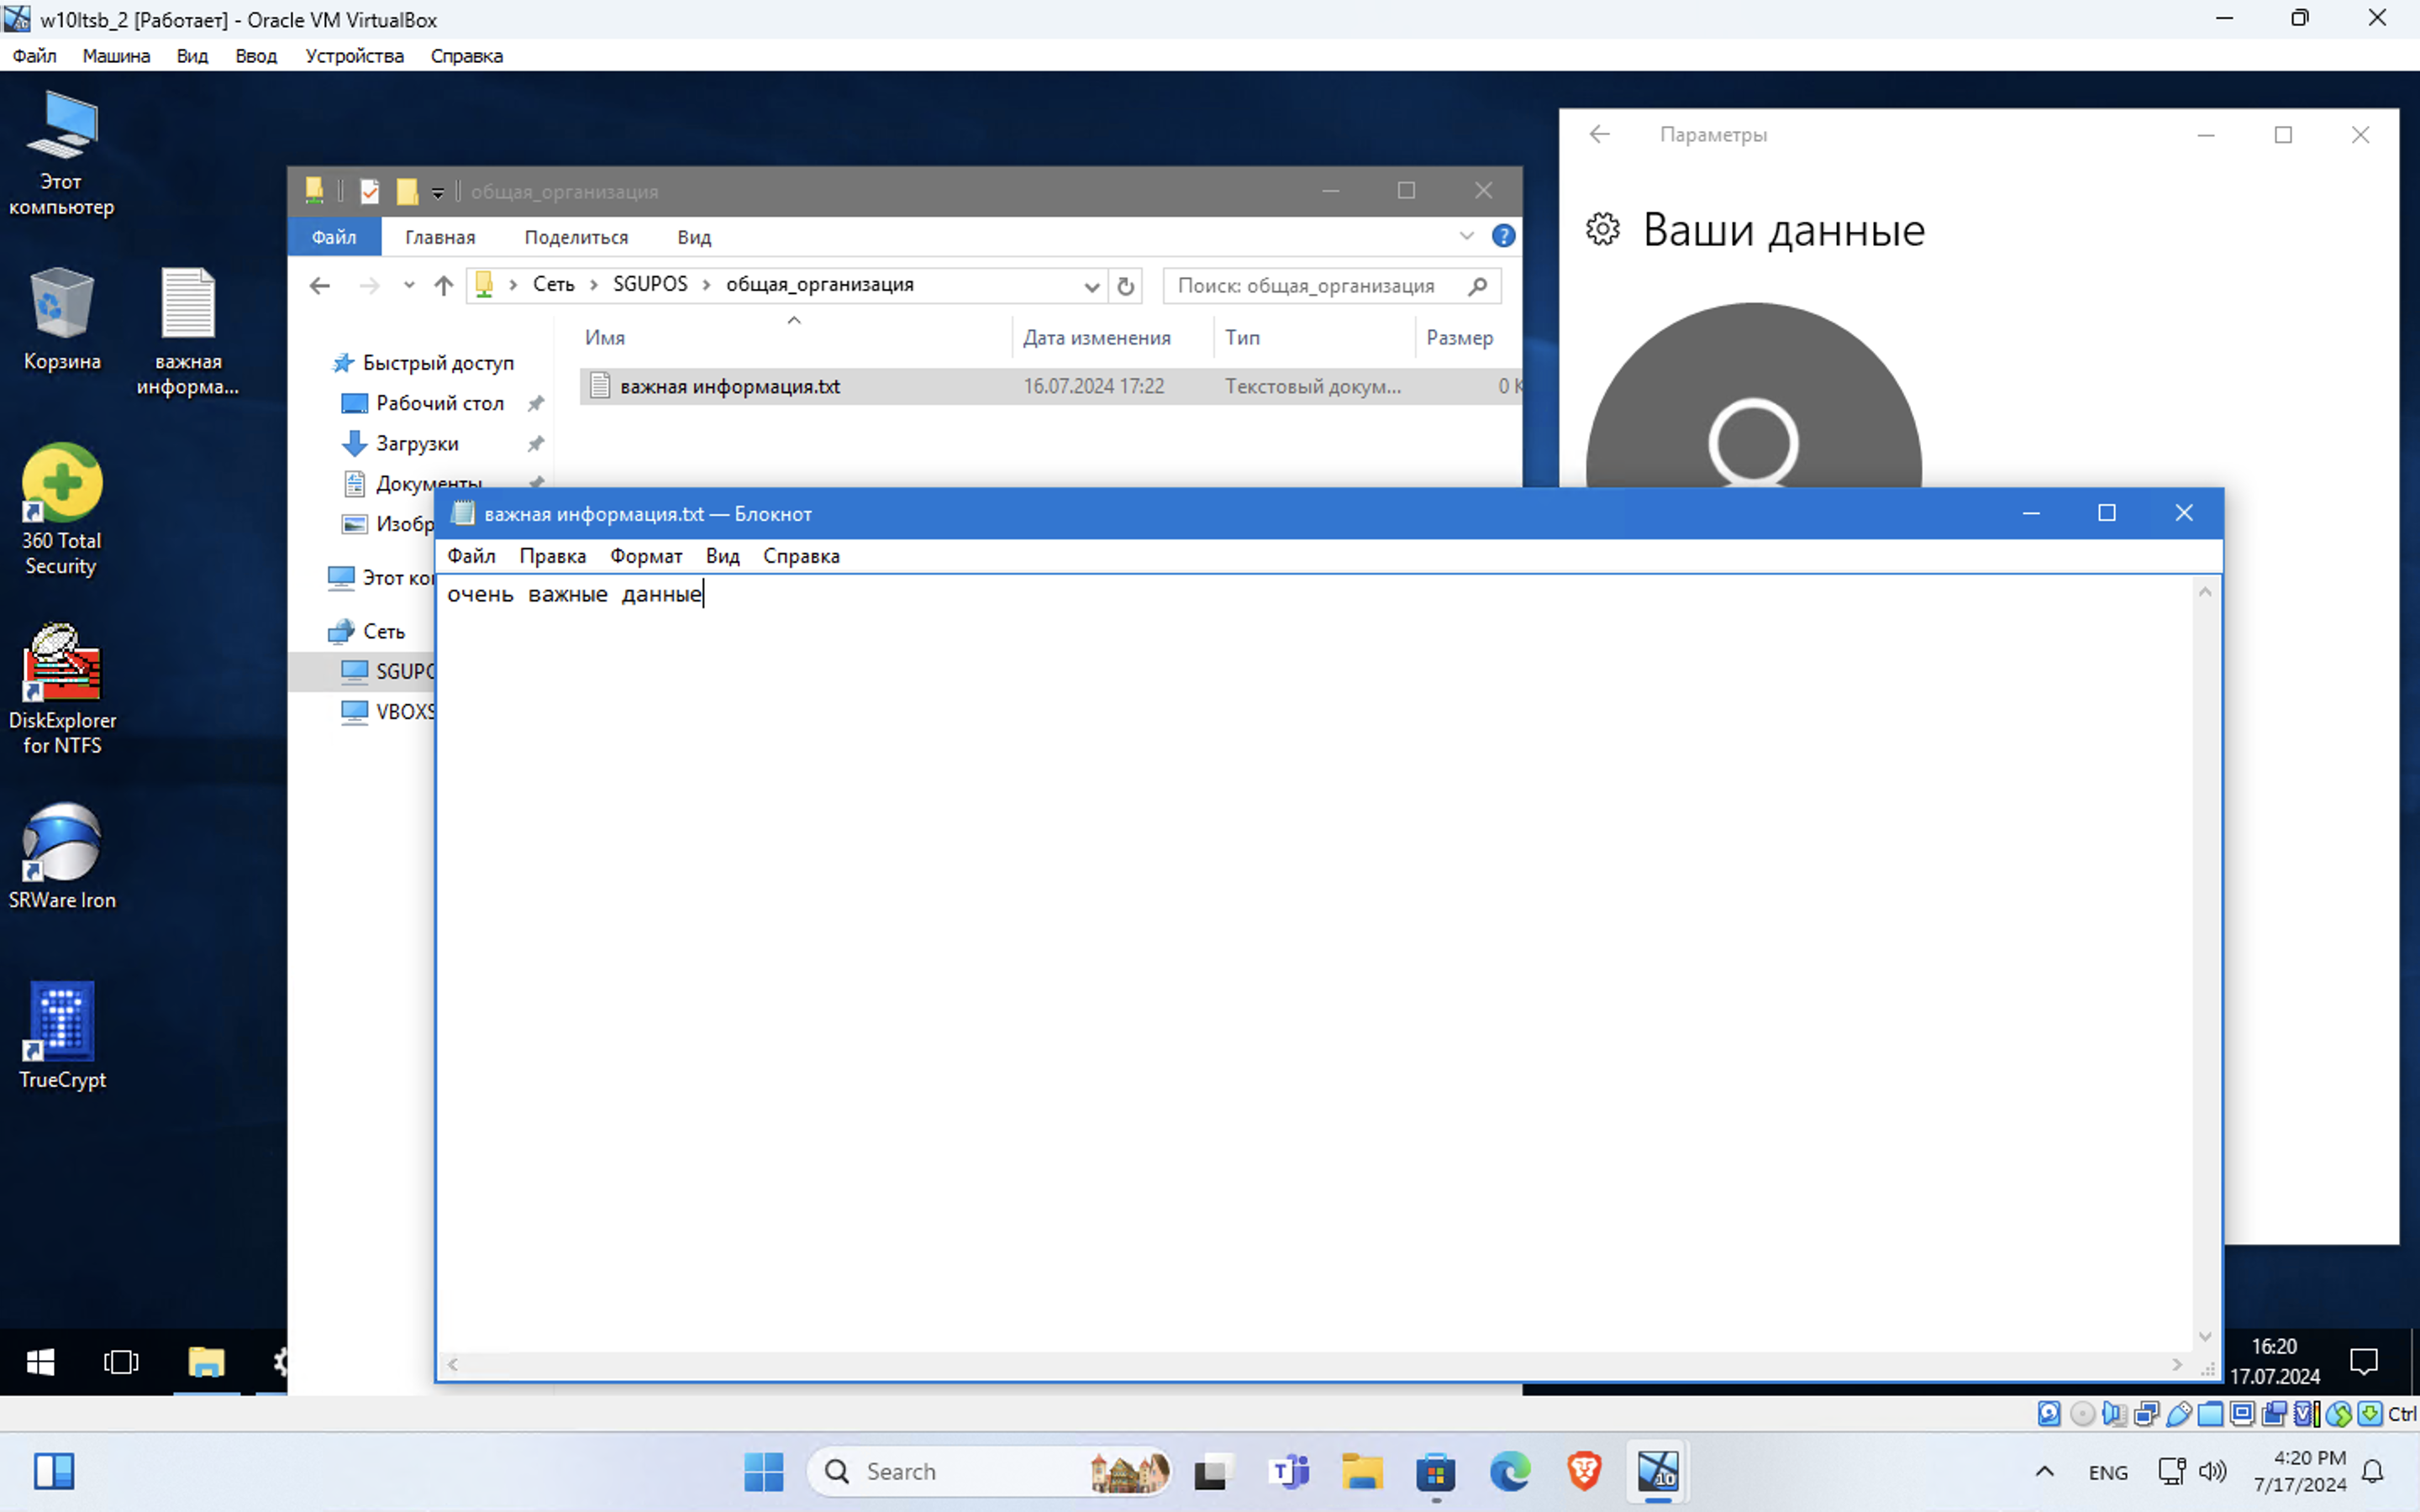 w10ltsb_2 [Работает] - Oracle VM VirtualBox
Файл Машина Вид Ввод Устройства Справка
Этот
компьютер
Корзина
важная
информа...
360 Total
Security
DiskExplorer
for NTFS
SRWare Iron
TrueCrypt
общая_организация
Файл Главная Поделиться Вид
Сеть SGUPOS общая_организация
Поиск: общая_организация
Имя Дата изменения Тип Размер
важная информация.txt 16.07.2024 17:22 Текстовый докум... 0 К
Быстрый доступ
Рабочий стол
Загрузки
Документы
Изобр
Этот ко
Сеть
SGUPO
VBOXS
Параметры
Ваши данные
важная информация.txt — Блокнот
Файл Правка Формат Вид Справка
очень важные данные
16:20
17.07.2024
Ctrl
Search
ENG
4:20 PM
7/17/2024